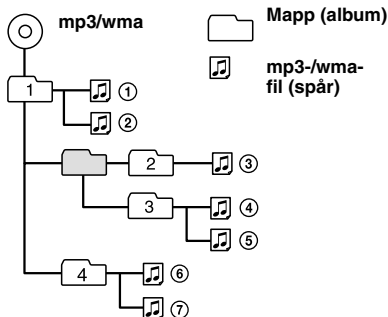 mp3/wma
Mapp (album)
mp3-/wma-
fil (spår)
1
①
②
2
③
3
④
⑤
4
⑥
⑦